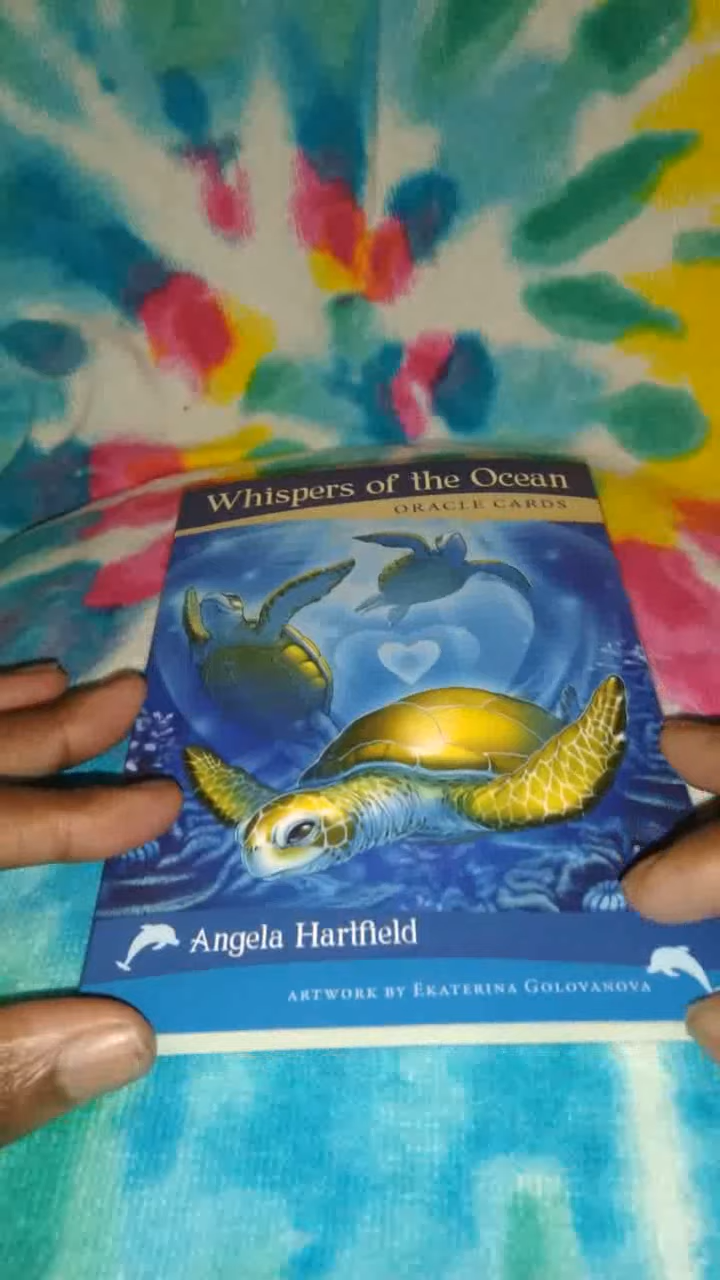 Whispers of the Ocean
ORACLE CARDS
Angela Hartfield
ARTWORK BY EKATERINA GOLOVANOVA